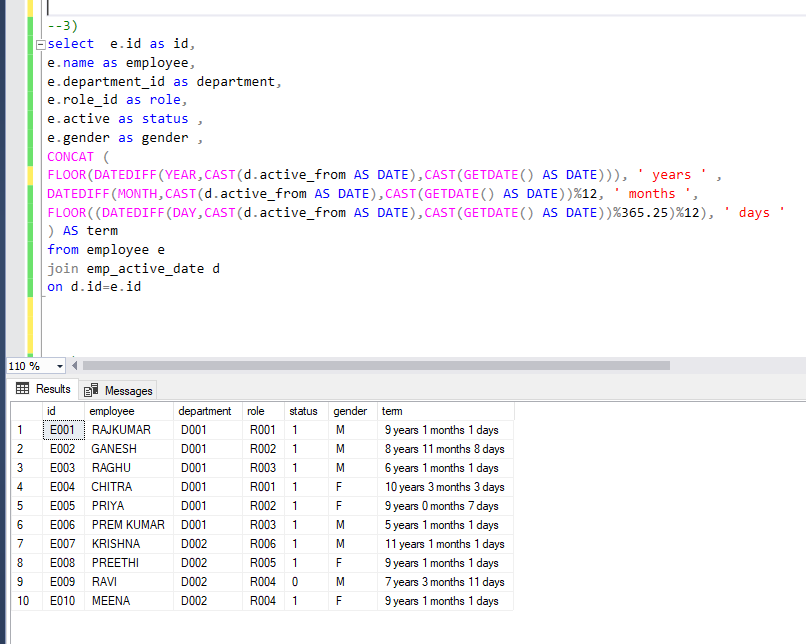 --3)
select  e.id as id,
e.name as employee,
e.department_id as department,
e.role_id as role,
e.active as status ,
e.gender as gender ,
CONCAT (
FLOOR(DATEDIFF(YEAR,CAST(d.active_from AS DATE),CAST(GETDATE() AS DATE))), ' years ' ,
DATEDIFF(MONTH,CAST(d.active_from AS DATE),CAST(GETDATE() AS DATE))%12, ' months ',
FLOOR((DATEDIFF(DAY,CAST(d.active_from AS DATE),CAST(GETDATE() AS DATE))%365.25)%12), ' days '
) AS term
from employee e
join emp_active_date d
on d.id=e.id
110 %
Results Messages
id employee department role status gender term
1 E001 RAJKUMAR D001 R001 1 M 9 years 1 months 1 days
2 E002 GANESH D001 R002 1 M 8 years 11 months 8 days
3 E003 RAGHU D001 R003 1 M 6 years 1 months 1 days
4 E004 CHITRA D001 R001 1 F 10 years 3 months 3 days
5 E005 PRIYA D001 R002 1 F 9 years 0 months 7 days
6 E006 PREM KUMAR D001 R003 1 M 5 years 1 months 1 days
7 E007 KRISHNA D002 R006 1 M 11 years 1 months 1 days
8 E008 PREETHI D002 R005 1 F 9 years 1 months 1 days
9 E009 RAVI D002 R004 0 M 7 years 3 months 11 days
10 E010 MEENA D002 R004 1 F 9 years 1 months 1 days